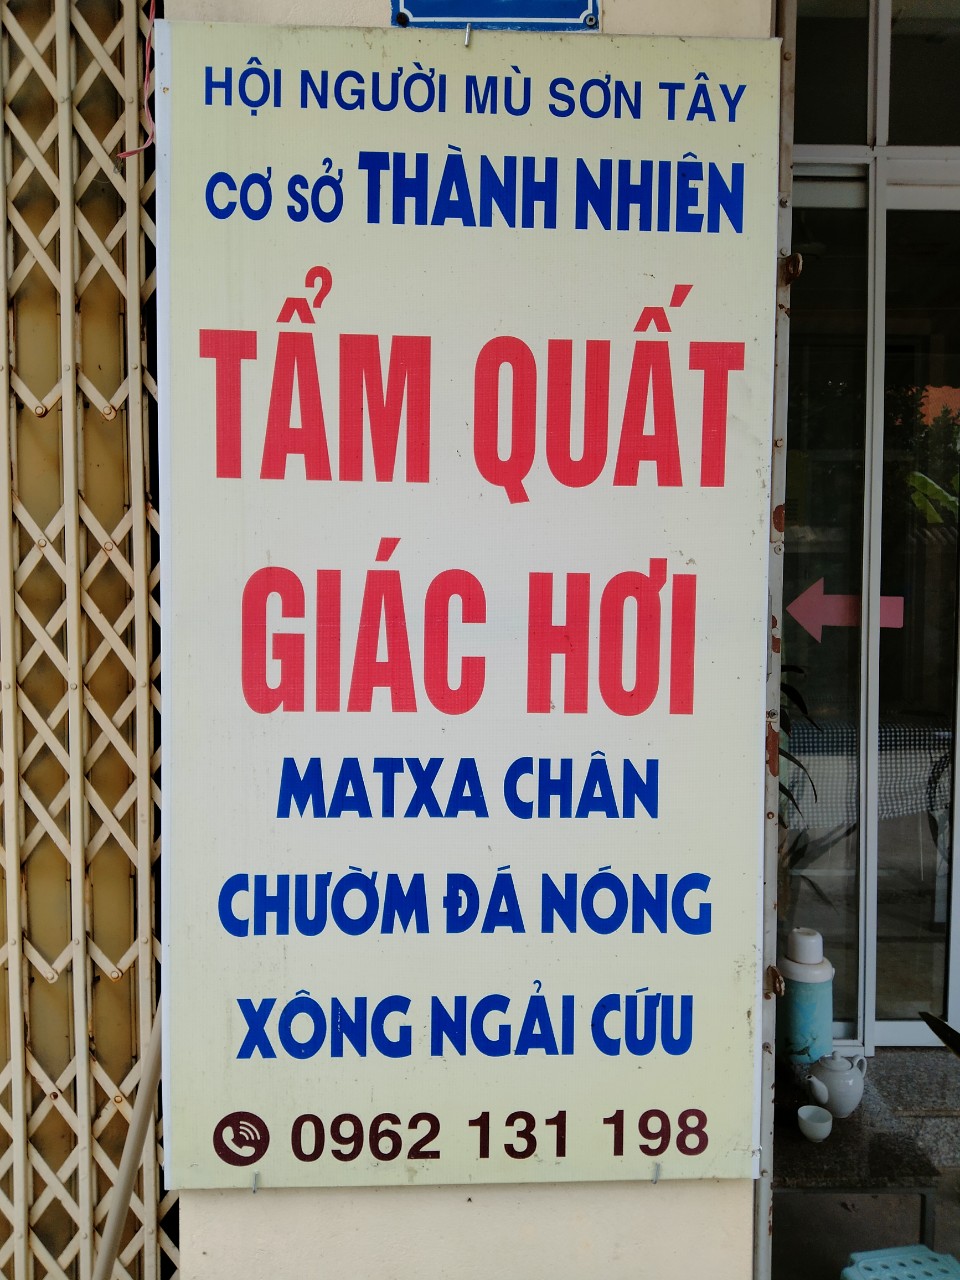 HỘI NGƯỜI MÙ SƠN TÂY
CƠ SỞ THÀNH NHIÊN
TẨM QUẤT
GIÁC HƠI
MATXA CHÂN
CHƯỜM ĐÁ NÓNG
XÔNG NGẢI CỨU
0962 131 198